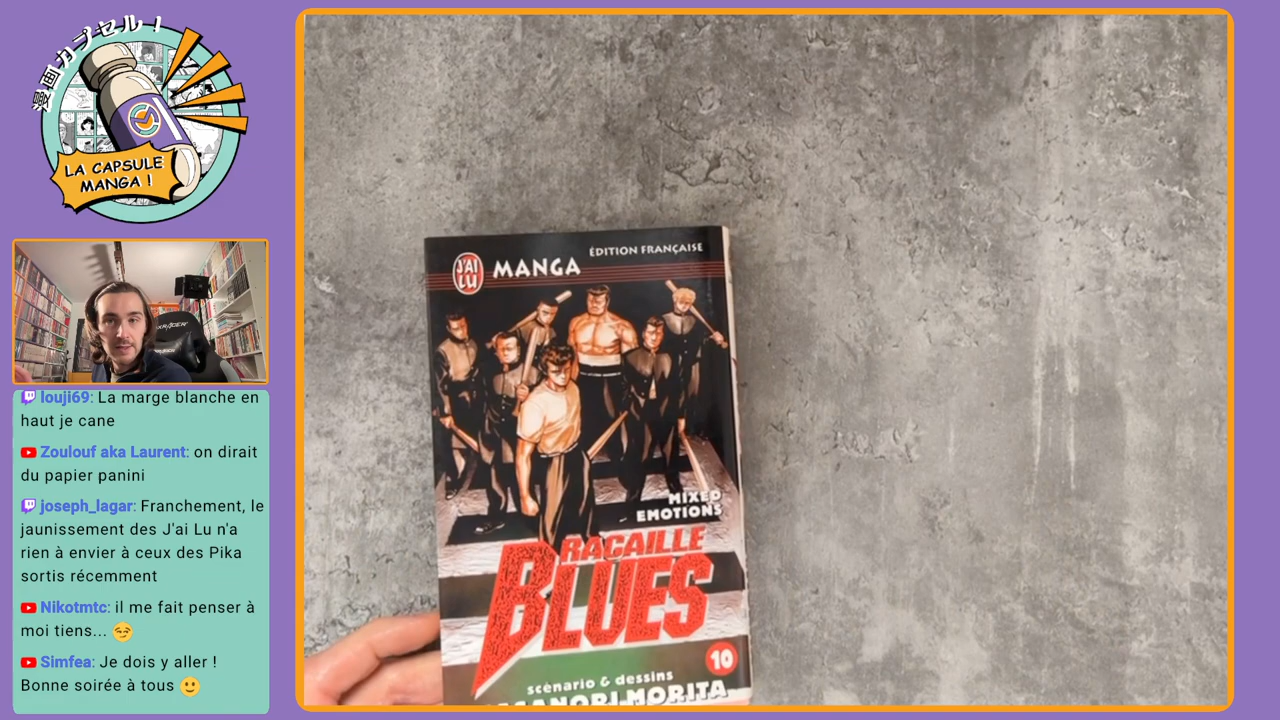 漫画カプセル!
LA CAPSULE
MANGA !
louji69: La marge blanche en
haut je cane
Zoulouf aka Laurent: on dirait
du papier panini
joseph_lagar: Franchement, le
jaunissement des J'ai Lu n'a
rien à envier à ceux des Pika
sortis récemment
Nikotmtc: il me fait penser à
moi tiens... 😏
Simfea: Je dois y aller !
Bonne soirée à tous 🙂
J'AI
LU
MANGA
ÉDITION FRANÇAISE
MIXED
EMOTIONS
RACAILLE
BLUES
10
scénario & dessins
MASANORI MORITA